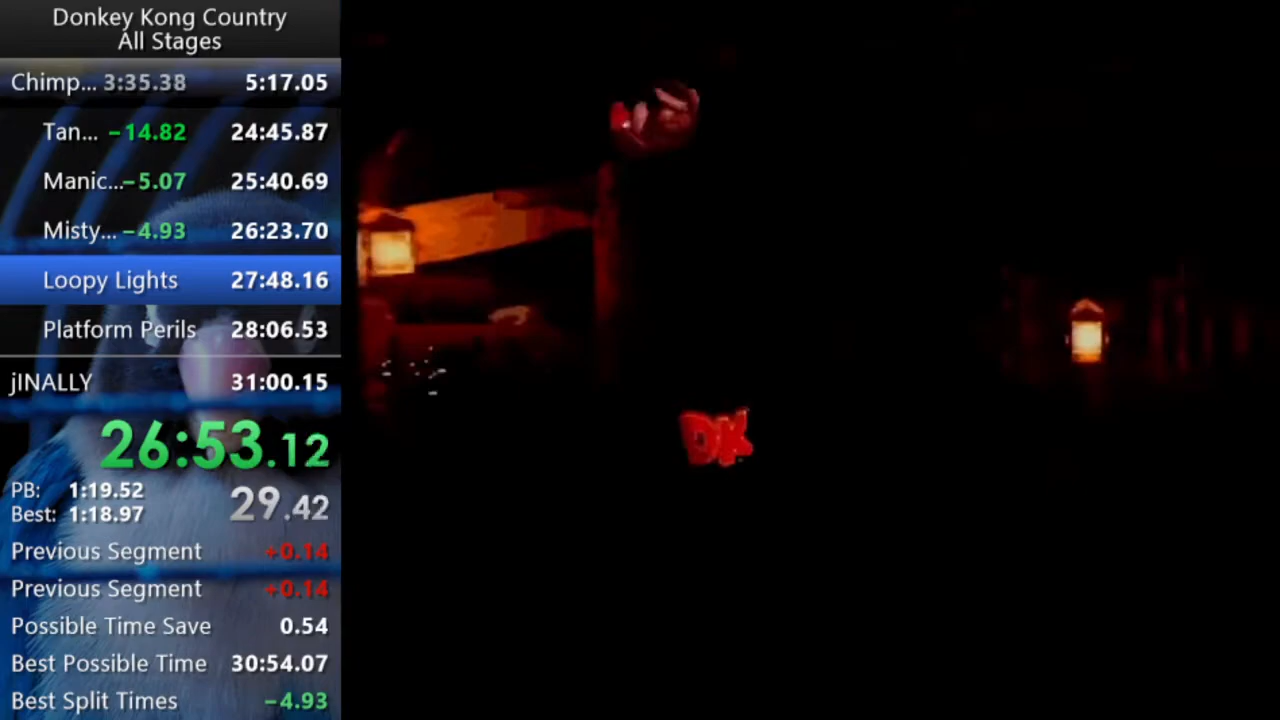 Donkey Kong Country
All Stages
Chimp... 3:35.38 5:17.05
Tan... -14.82 24:45.87
Manic...-5.07 25:40.69
Misty... -4.93 26:23.70
Loopy Lights 27:48.16
Platform Perils 28:06.53
jINALLY 31:00.15
26:53.12
PB: 1:19.52
Best: 1:18.97
29.42
Previous Segment +0.14
Previous Segment +0.14
Possible Time Save 0.54
Best Possible Time 30:54.07
Best Split Times -4.93
DK